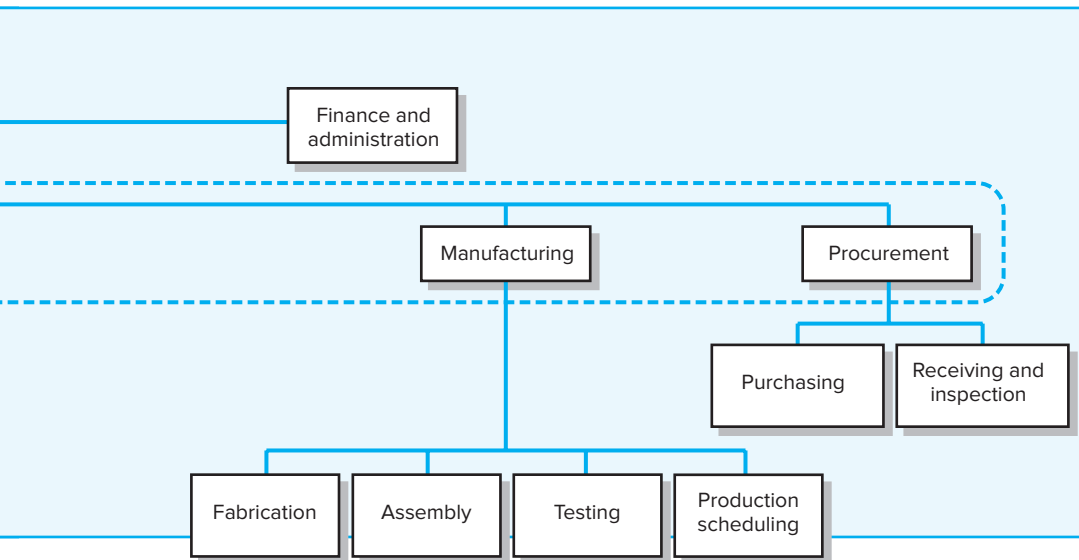 Finance and
administration
Manufacturing
Procurement
Purchasing
Receiving and
inspection
Fabrication
Assembly
Testing
Production
scheduling